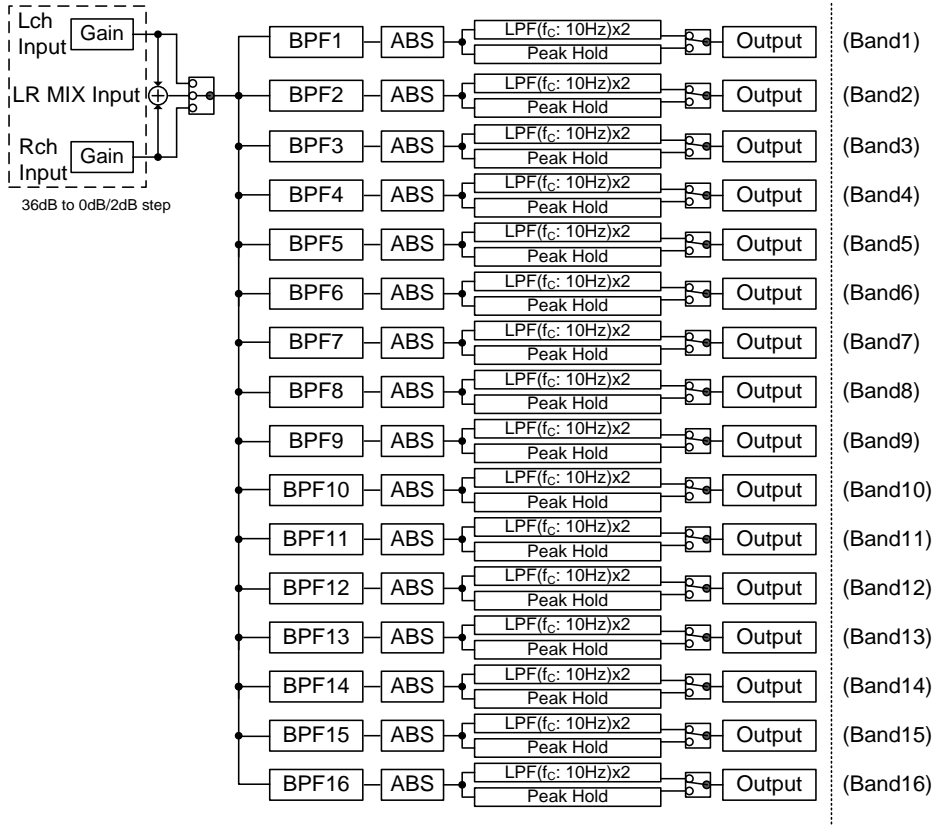 Lch
Input
Gain
LR MIX Input
Rch
Input
Gain
36dB to 0dB/2dB step
BPF1 ABS LPF(fC: 10Hz)x2 Peak Hold Output (Band1)
BPF2 ABS LPF(fC: 10Hz)x2 Peak Hold Output (Band2)
BPF3 ABS LPF(fC: 10Hz)x2 Peak Hold Output (Band3)
BPF4 ABS LPF(fC: 10Hz)x2 Peak Hold Output (Band4)
BPF5 ABS LPF(fC: 10Hz)x2 Peak Hold Output (Band5)
BPF6 ABS LPF(fC: 10Hz)x2 Peak Hold Output (Band6)
BPF7 ABS LPF(fC: 10Hz)x2 Peak Hold Output (Band7)
BPF8 ABS LPF(fC: 10Hz)x2 Peak Hold Output (Band8)
BPF9 ABS LPF(fC: 10Hz)x2 Peak Hold Output (Band9)
BPF10 ABS LPF(fC: 10Hz)x2 Peak Hold Output (Band10)
BPF11 ABS LPF(fC: 10Hz)x2 Peak Hold Output (Band11)
BPF12 ABS LPF(fC: 10Hz)x2 Peak Hold Output (Band12)
BPF13 ABS LPF(fC: 10Hz)x2 Peak Hold Output (Band13)
BPF14 ABS LPF(fC: 10Hz)x2 Peak Hold Output (Band14)
BPF15 ABS LPF(fC: 10Hz)x2 Peak Hold Output (Band15)
BPF16 ABS LPF(fC: 10Hz)x2 Peak Hold Output (Band16)